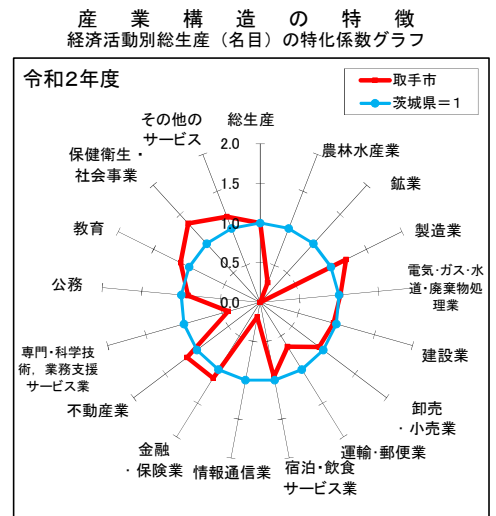 産業構造の特徴
経済活動別総生産（名目）の特化係数グラフ
令和2年度
取手市
茨城県＝1
総生産
農林水産業
鉱業
製造業
電気・ガス・水
道・廃棄物処
理業
建設業
卸売
・小売業
運輸・郵便業
宿泊・飲食
サービス業
情報通信業
金融
・保険業
不動産業
専門・科学技
術，業務支援
サービス業
公務
教育
保健衛生・
社会事業
その他の
サービス
2.0
1.5
1.0
0.5
0.0